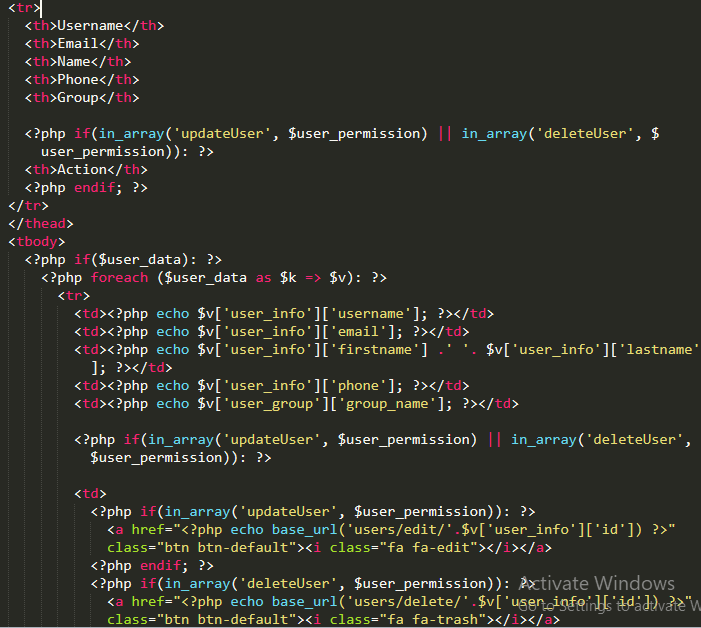 <tr>
<th>Username</th>
<th>Email</th>
<th>Name</th>
<th>Phone</th>
<th>Group</th>
<?php if(in_array('updateUser', $user_permission) || in_array('deleteUser', $
user_permission)): ?>
<th>Action</th>
<?php endif; ?>
</tr>
</thead>
<tbody>
<?php if($user_data): ?>
<?php foreach ($user_data as $k => $v): ?>
<tr>
<td><?php echo $v['user_info']['username']; ?></td>
<td><?php echo $v['user_info']['email']; ?></td>
<td><?php echo $v['user_info']['firstname'] .' '. $v['user_info']['lastname'
]; ?></td>
<td><?php echo $v['user_info']['phone']; ?></td>
<td><?php echo $v['user_group']['group_name']; ?></td>
<?php if(in_array('updateUser', $user_permission) || in_array('deleteUser',
$user_permission)): ?>
<td>
<?php if(in_array('updateUser', $user_permission)): ?>
<a href="<?php echo base_url('users/edit/'.$v['user_info']['id']) ?>"
class="btn btn-default"><i class="fa fa-edit"></i></a>
<?php endif; ?>
<?php if(in_array('deleteUser', $user_permission)): ?>
Activate Windows
<a href="<?php echo base_url('users/delete/'.$v['user_info']['id']) ?>"
Go to Settings to activate W
class="btn btn-default"><i class="fa fa-trash"></i></a>